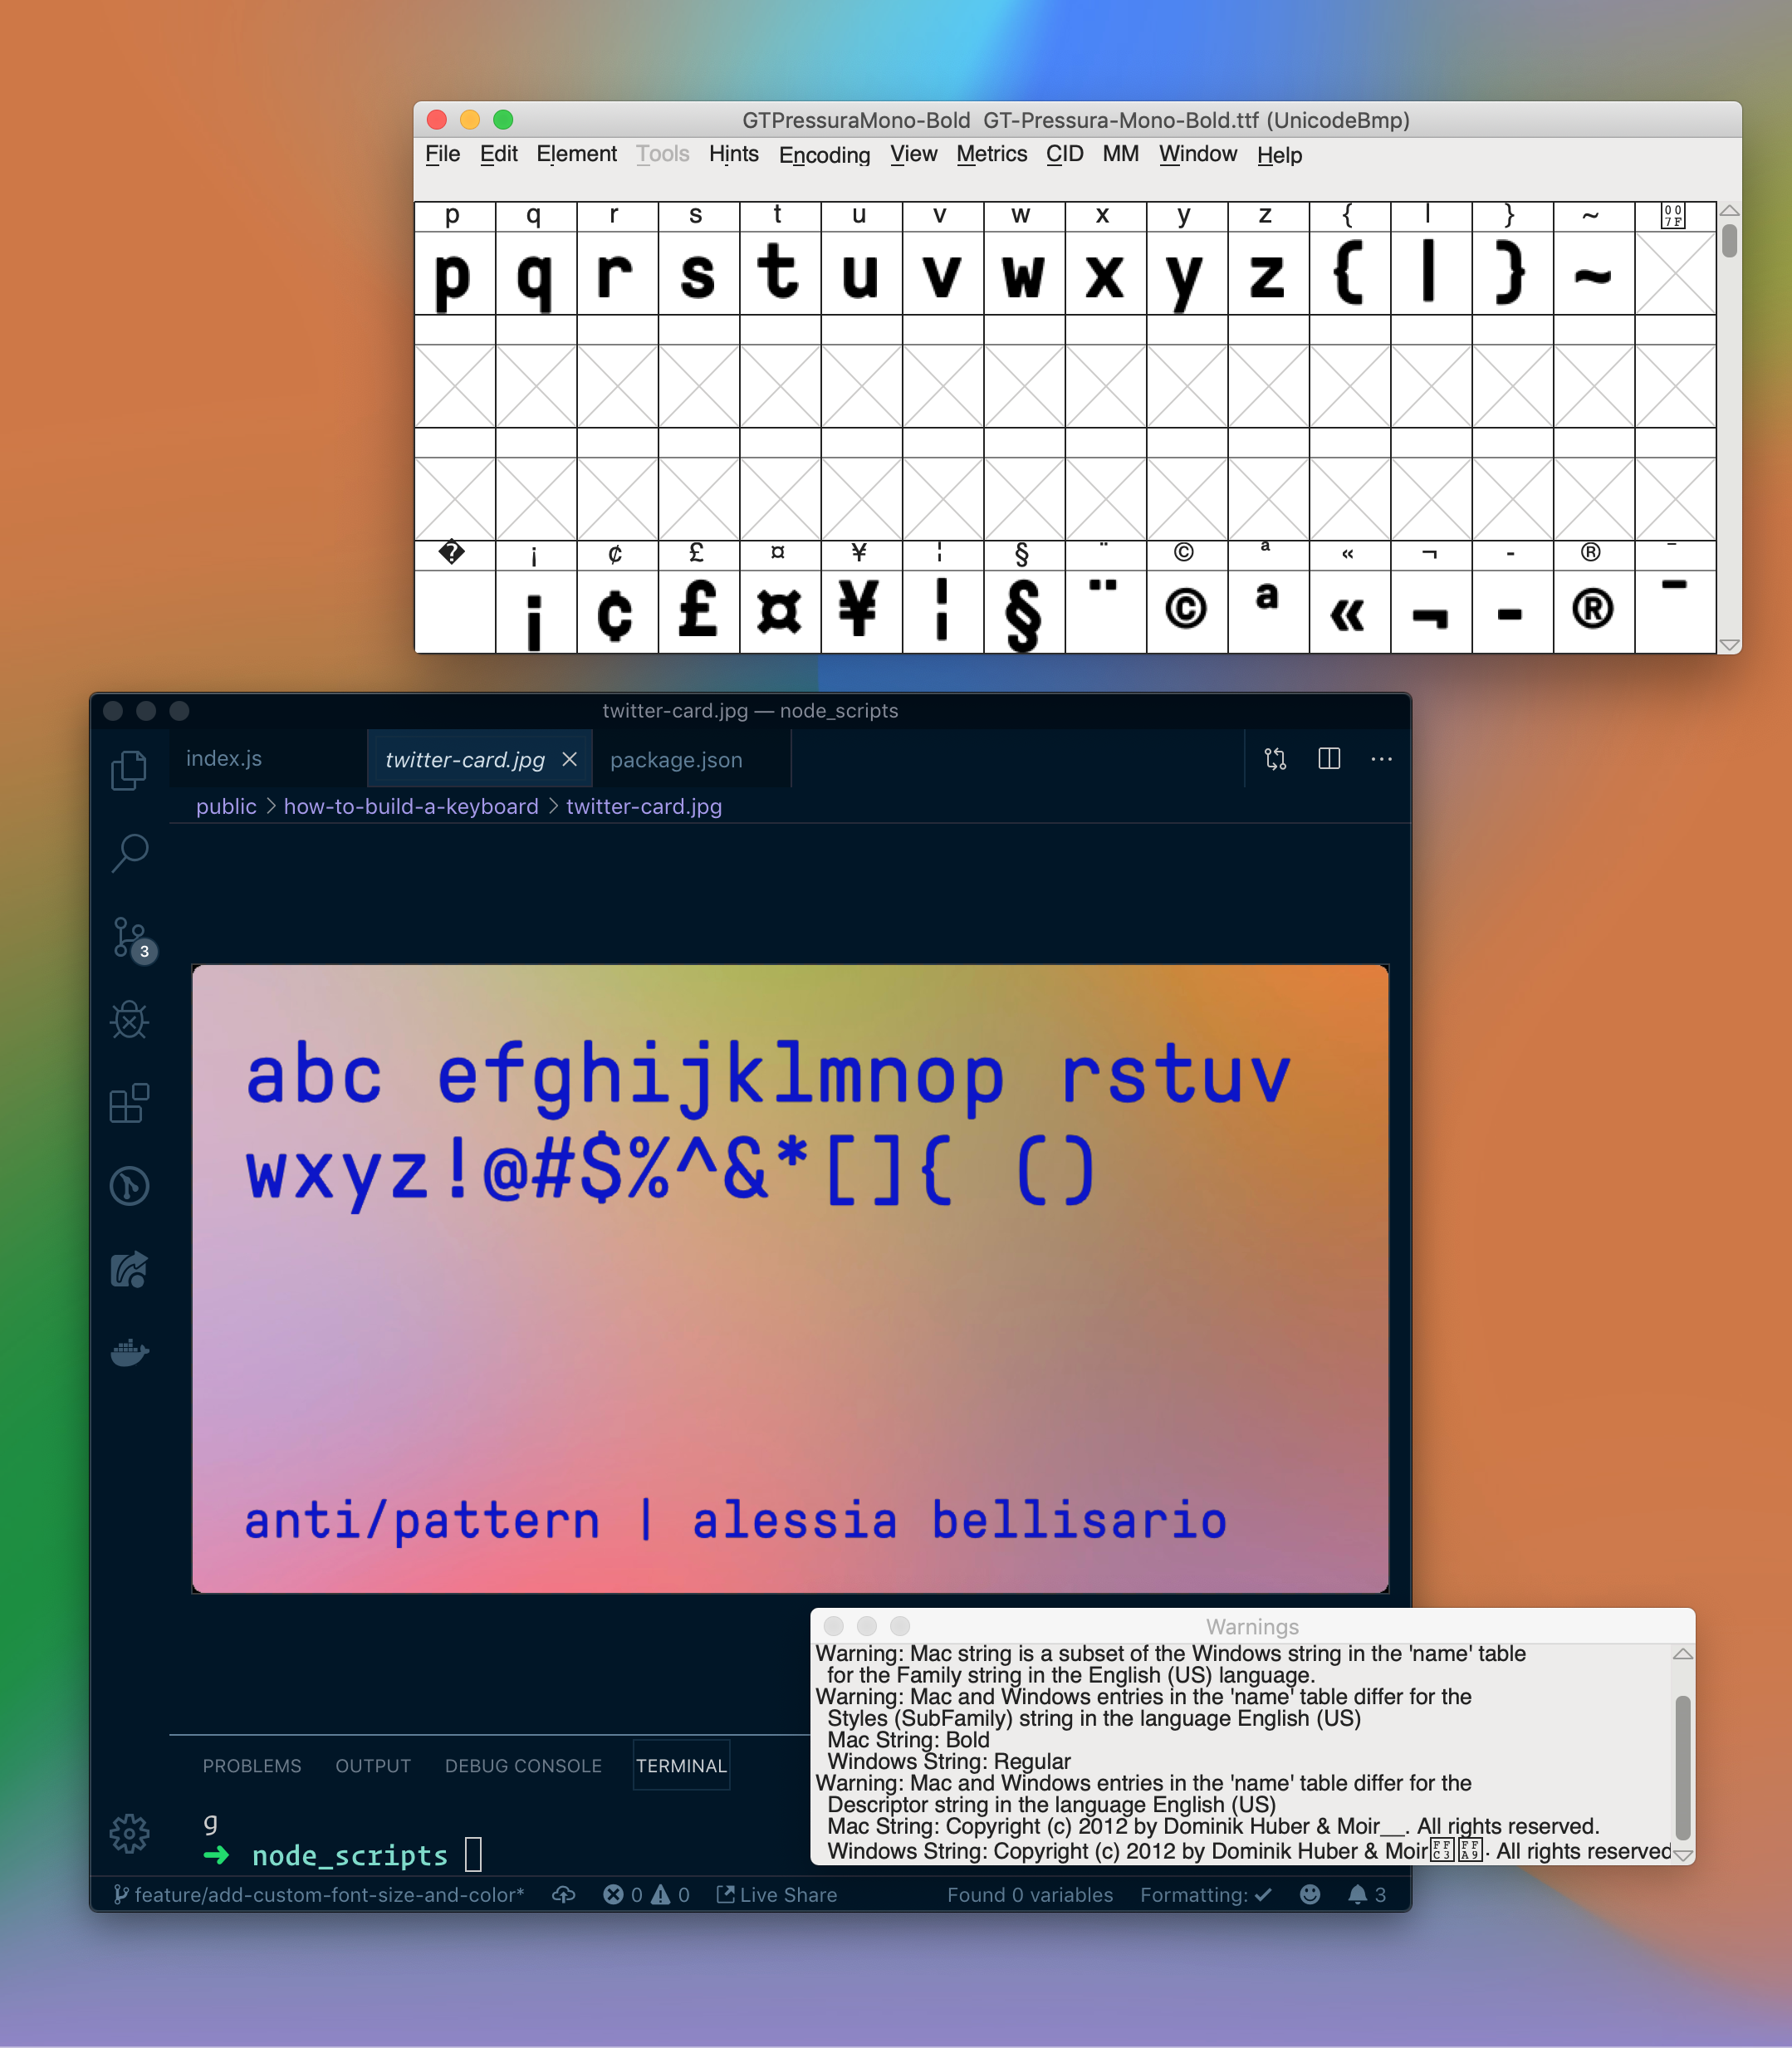 GTPressuraMono-Bold GT-Pressura-Mono-Bold.ttf (UnicodeBmp)
File Edit Element Tools Hints Encoding View Metrics CID MM Window Help
p q r s t u v w x y z { | } ~ 007F
p q r s t u v w x y z { | } ~
� ¡ ¢ £ ¤ ¥ ¦ § ¨ © ª « ¬ - ® ¯
¡ ¢ £ ¤ ¥ ¦ § ¨ © ª « ¬ - ® ¯
twitter-card.jpg — node_scripts
index.js twitter-card.jpg package.json
public > how-to-build-a-keyboard > twitter-card.jpg
3
abc efghijklmnop rstuv
wxyz!@#$%^&*[]{ ()
anti/pattern | alessia bellisario
Warnings
Warning: Mac string is a subset of the Windows string in the 'name' table
for the Family string in the English (US) language.
Warning: Mac and Windows entries in the 'name' table differ for the
Styles (SubFamily) string in the language English (US)
Mac String: Bold
Windows String: Regular
Warning: Mac and Windows entries in the 'name' table differ for the
Descriptor string in the language English (US)
Mac String: Copyright (c) 2012 by Dominik Huber & Moir__. All rights reserved.
Windows String: Copyright (c) 2012 by Dominik Huber & Moirￃﾩ. All rights reserved
PROBLEMS OUTPUT DEBUG CONSOLE TERMINAL
g
➜ node_scripts
feature/add-custom-font-size-and-color* 0 0 Live Share Found 0 variables Formatting: ✓ 3